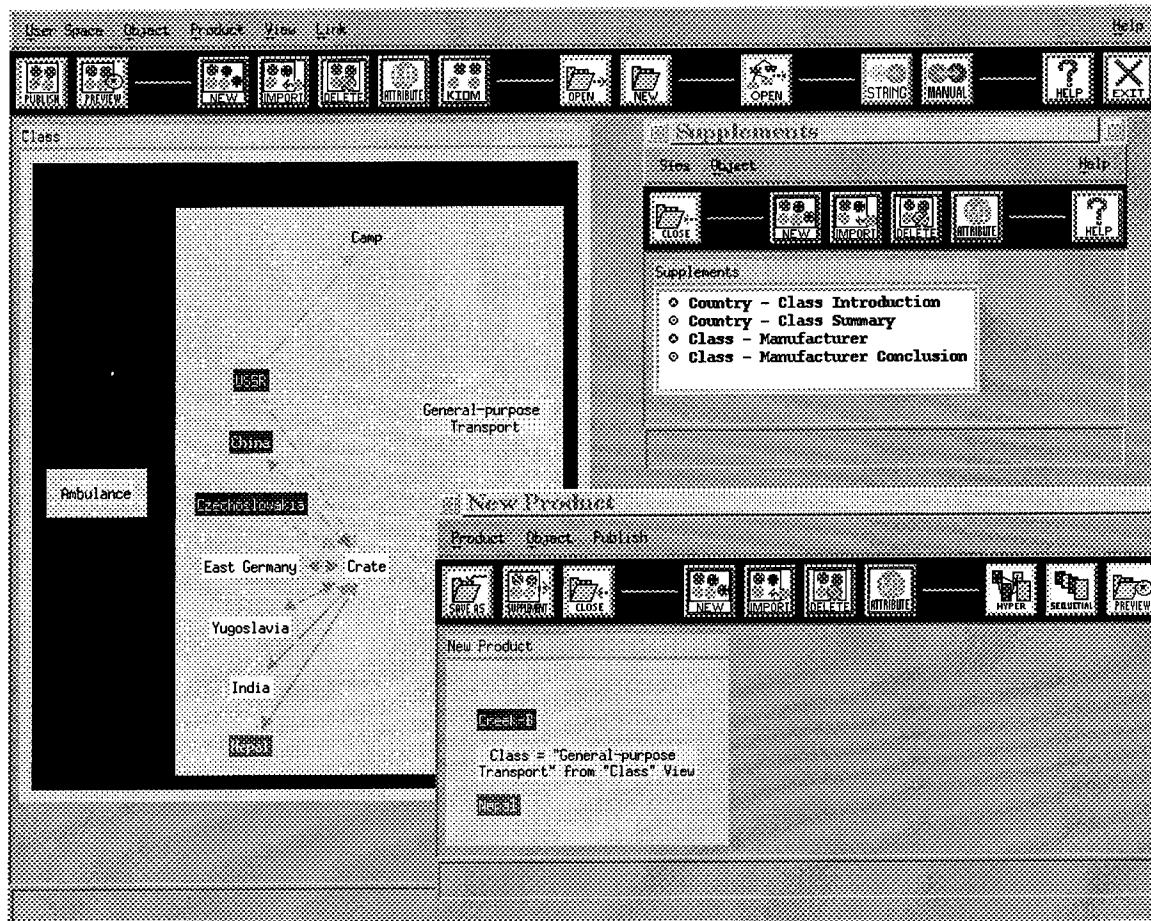 User Space Object Product View Link Help
PUBLISH PREVIEW NEW IMPORT DELETE ATTRIBUTE KIDM OPEN NEW OPEN STRING MANUAL HELP EXIT
Class
Camp
USSR
General-purpose
Transport
China
Ambulance
Czechoslovakia
East Germany
Crate
Yugoslavia
India
Nepal
Supplements
View Object Help
CLOSE NEW IMPORT DELETE ATTRIBUTE HELP
Supplements
Country - Class Introduction
Country - Class Summary
Class - Manufacturer
Class - Manufacturer Conclusion
New Product
Product Object Publish
SAVE AS SUPPLEMENT CLOSE NEW IMPORT DELETE ATTRIBUTE HYPER SEQUETIAL PREVIEW
New Product
Creek-B
Class = "General-purpose
Transport" from "Class" View
Nepal